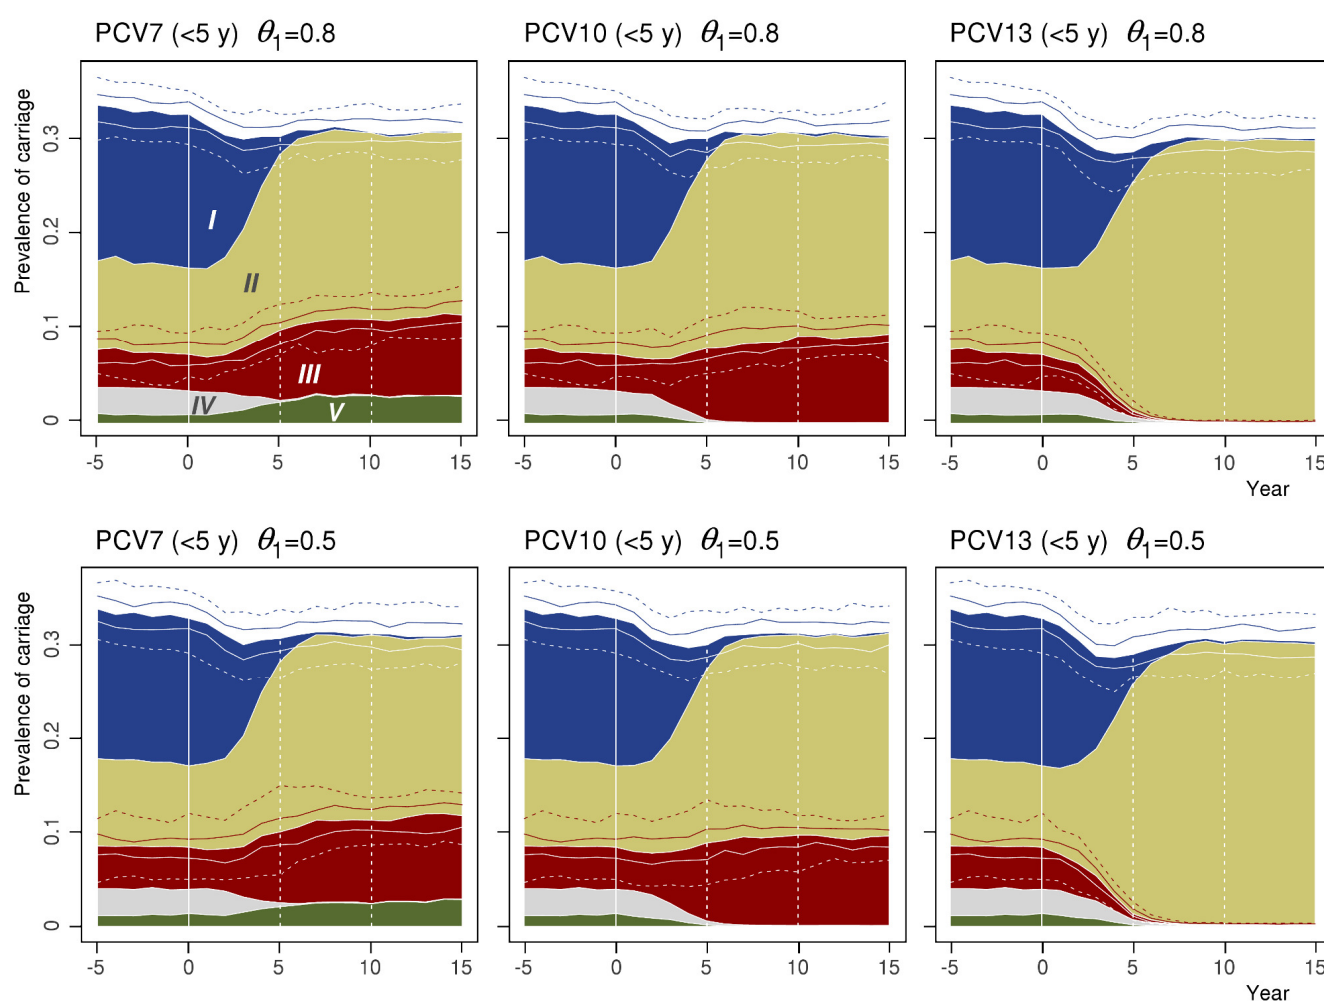 PCV7 (<5 y) θ1=0.8
PCV10 (<5 y) θ1=0.8
PCV13 (<5 y) θ1=0.8
Prevalence of carriage
0.3
0.2
0.1
0
I
II
III
IV
V
-5 0 5 10 15
-5 0 5 10 15
-5 0 5 10 15
Year
PCV7 (<5 y) θ1=0.5
PCV10 (<5 y) θ1=0.5
PCV13 (<5 y) θ1=0.5
Prevalence of carriage
0.3
0.2
0.1
0
-5 0 5 10 15
-5 0 5 10 15
-5 0 5 10 15
Year